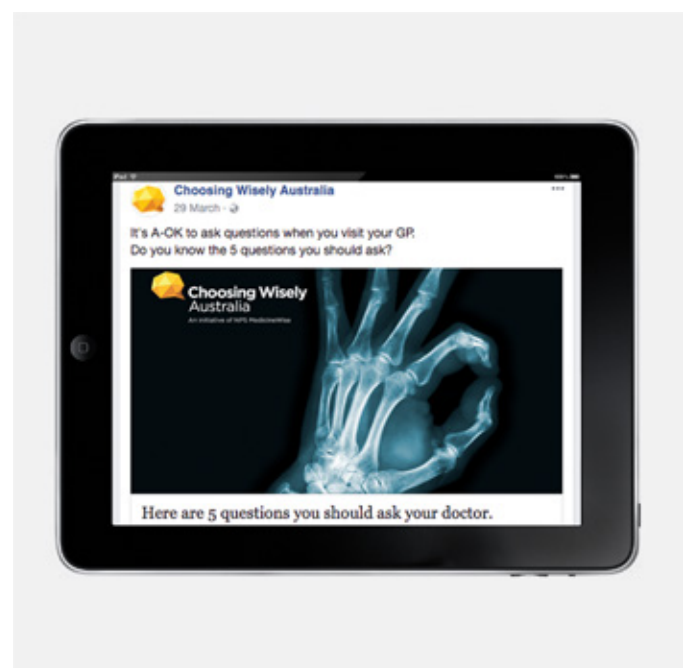 iPad
100%
Choosing Wisely Australia
29 March ·
It's A-OK to ask questions when you visit your GP.
Do you know the 5 questions you should ask?
Choosing Wisely
Australia
An initiative of NPS MedicineWise
Here are 5 questions you should ask your doctor.